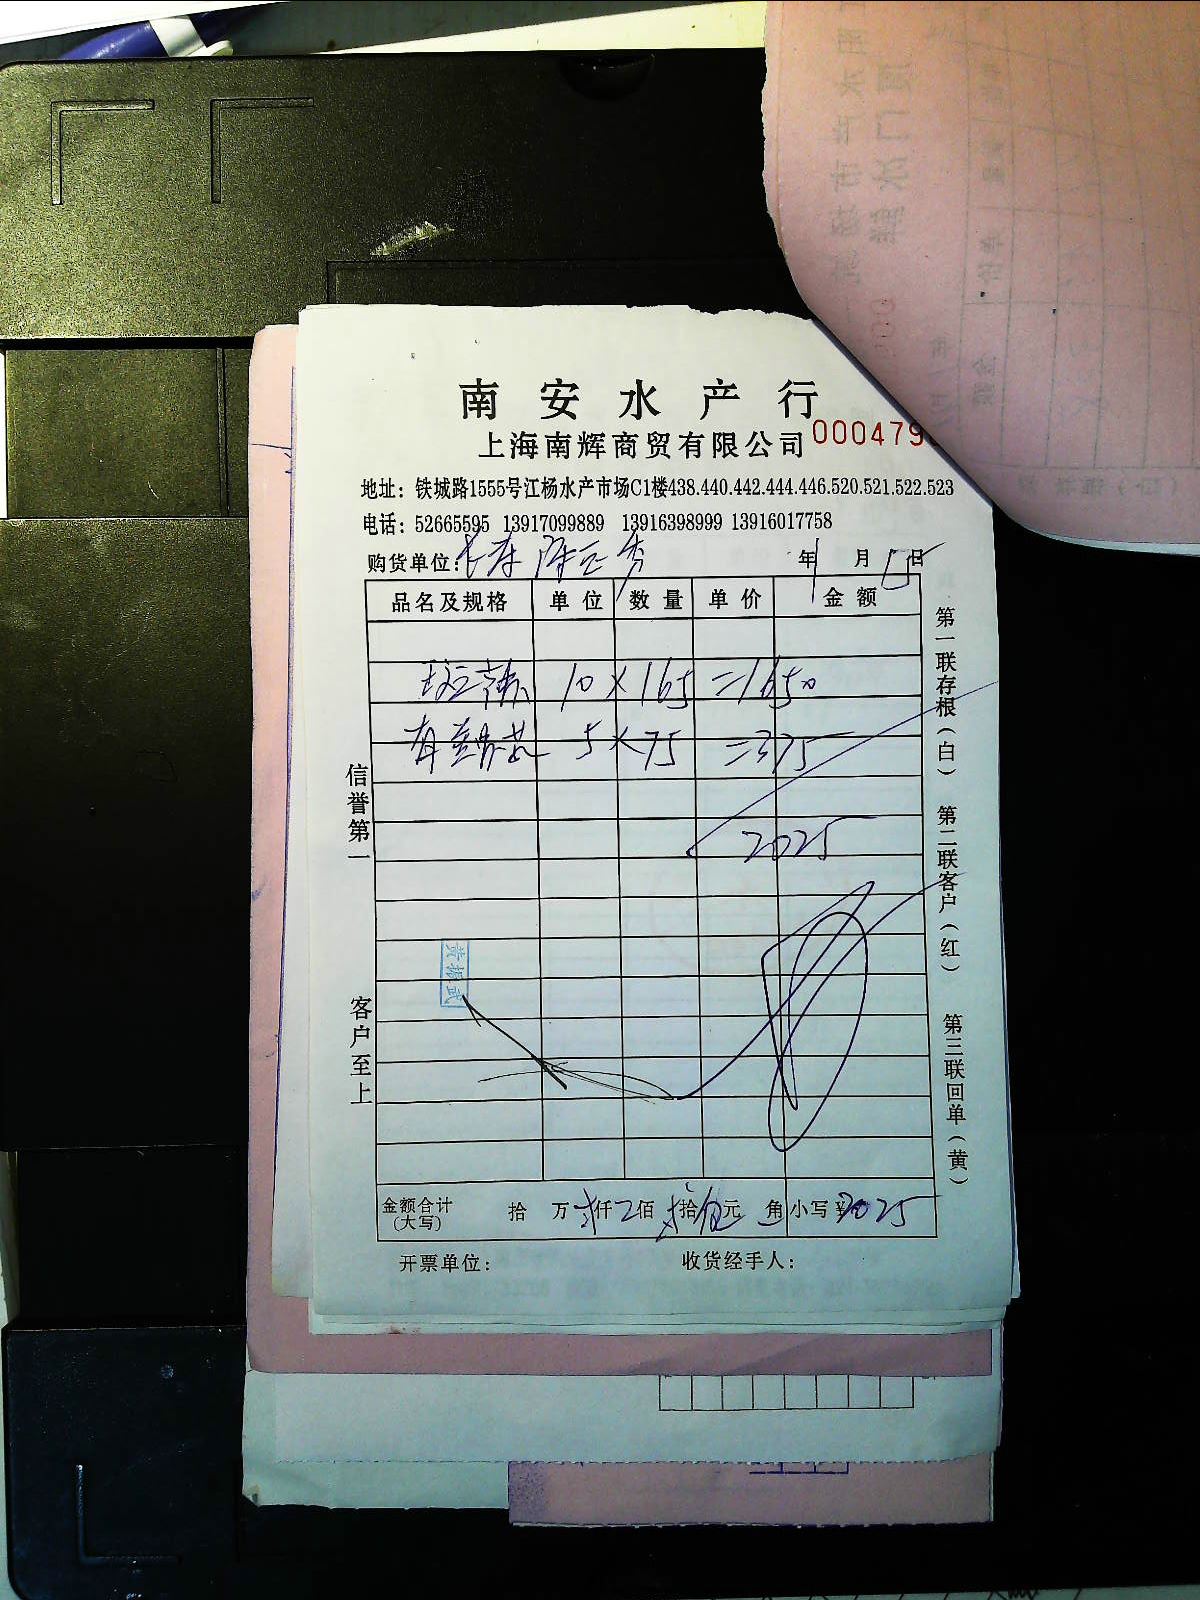 南安水产行
上海南辉商贸有限公司
000479
地址：铁城路1555号江杨水产市场C1楼438.440.442.444.446.520.521.522.523
电话：52665595 13917099889 13916398999 13916017758
购货单位： 年1月15日
品名及规格 单位 数量 单价 金额
10×165=1650
5×75=375
2025
黄振武
信誉第一
客户至上
第一联存根（白） 第二联客户（红） 第三联回单（黄）
金额合计（大写） 拾 万 仟 佰 拾 元 角 小写¥2025
开票单位： 收货经手人：